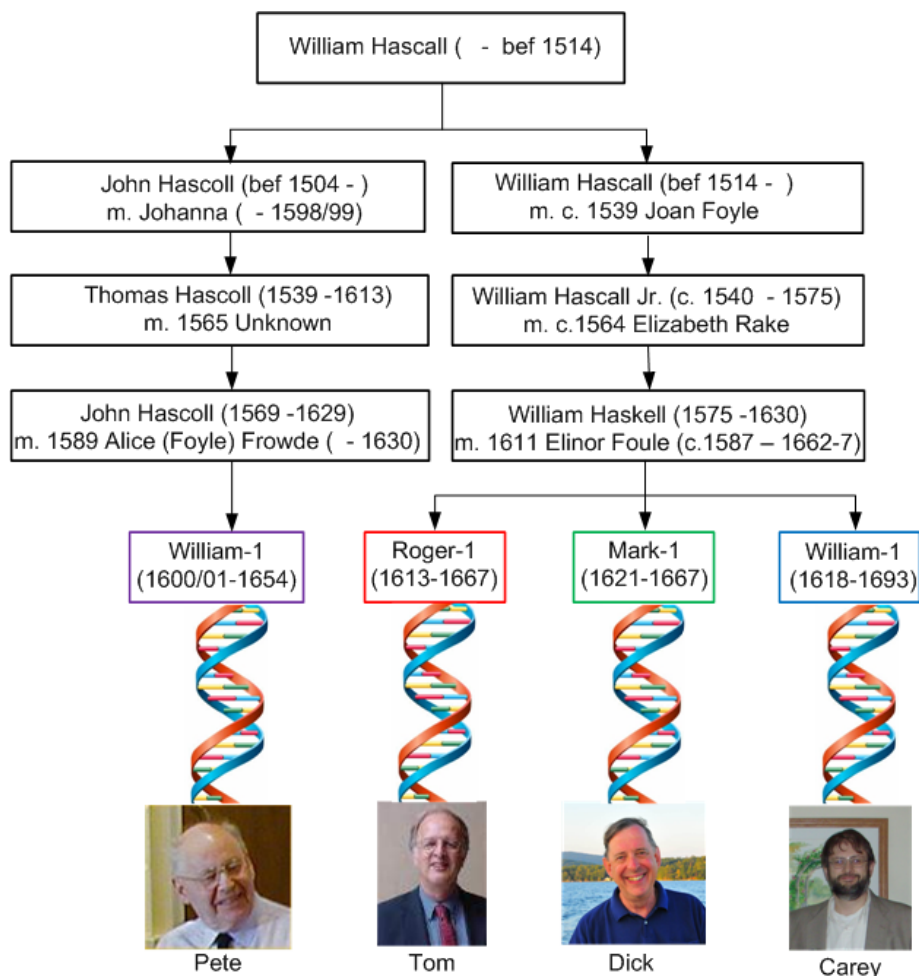 William Hascall (   -  bef 1514)
John Hascoll (bef 1504 - )
m. Johanna (  - 1598/99)
William Hascall (bef 1514 -  )
m. c. 1539 Joan Foyle
Thomas Hascoll (1539 -1613)
m. 1565 Unknown
William Hascall Jr. (c. 1540  - 1575)
m. c.1564 Elizabeth Rake
John Hascoll (1569 -1629)
m. 1589 Alice (Foyle) Frowde (  - 1630)
William Haskell (1575 -1630)
m. 1611 Elinor Foule (c.1587 – 1662-7)
William-1
(1600/01-1654)
Roger-1
(1613-1667)
Mark-1
(1621-1667)
William-1
(1618-1693)
Pete
Tom
Dick
Carey